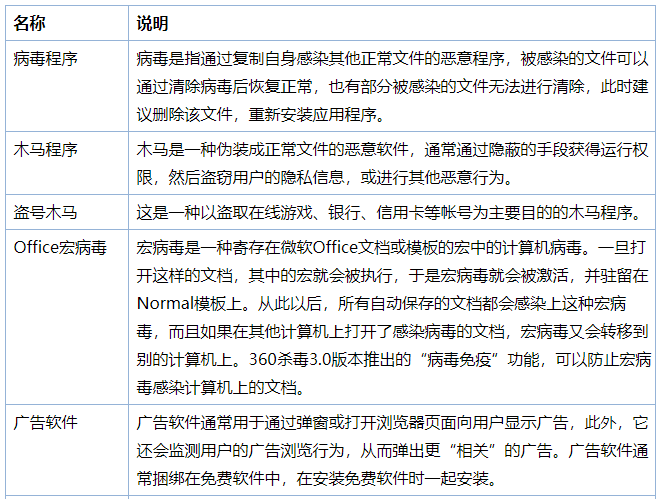 名称 说明
病毒程序 病毒是指通过复制自身感染其他正常文件的恶意程序，被感染的文件可以
通过清除病毒后恢复正常，也有部分被感染的文件无法进行清除，此时建
议删除该文件，重新安装应用程序。
木马程序 木马是一种伪装成正常文件的恶意软件，通常通过隐蔽的手段获得运行权
限，然后盗窃用户的隐私信息，或进行其他恶意行为。
盗号木马 这是一种以盗取在线游戏、银行、信用卡等帐号为主要目的的木马程序。
Office宏病毒 宏病毒是一种寄存在微软Office文档或模板的宏中的计算机病毒。一旦打
开这样的文档，其中的宏就会被执行，于是宏病毒就会被激活，并驻留在
Normal模板上。从此以后，所有自动保存的文档都会感染上这种宏病
毒，而且如果在其他计算机上打开了感染病毒的文档，宏病毒又会转移到
别的计算机上。360杀毒3.0版本推出的“病毒免疫”功能，可以防止宏病
毒感染计算机上的文档。
广告软件 广告软件通常用于通过弹窗或打开浏览器页面向用户显示广告，此外，它
还会监测用户的广告浏览行为，从而弹出更“相关”的广告。广告软件通
常捆绑在免费软件中，在安装免费软件时一起安装。